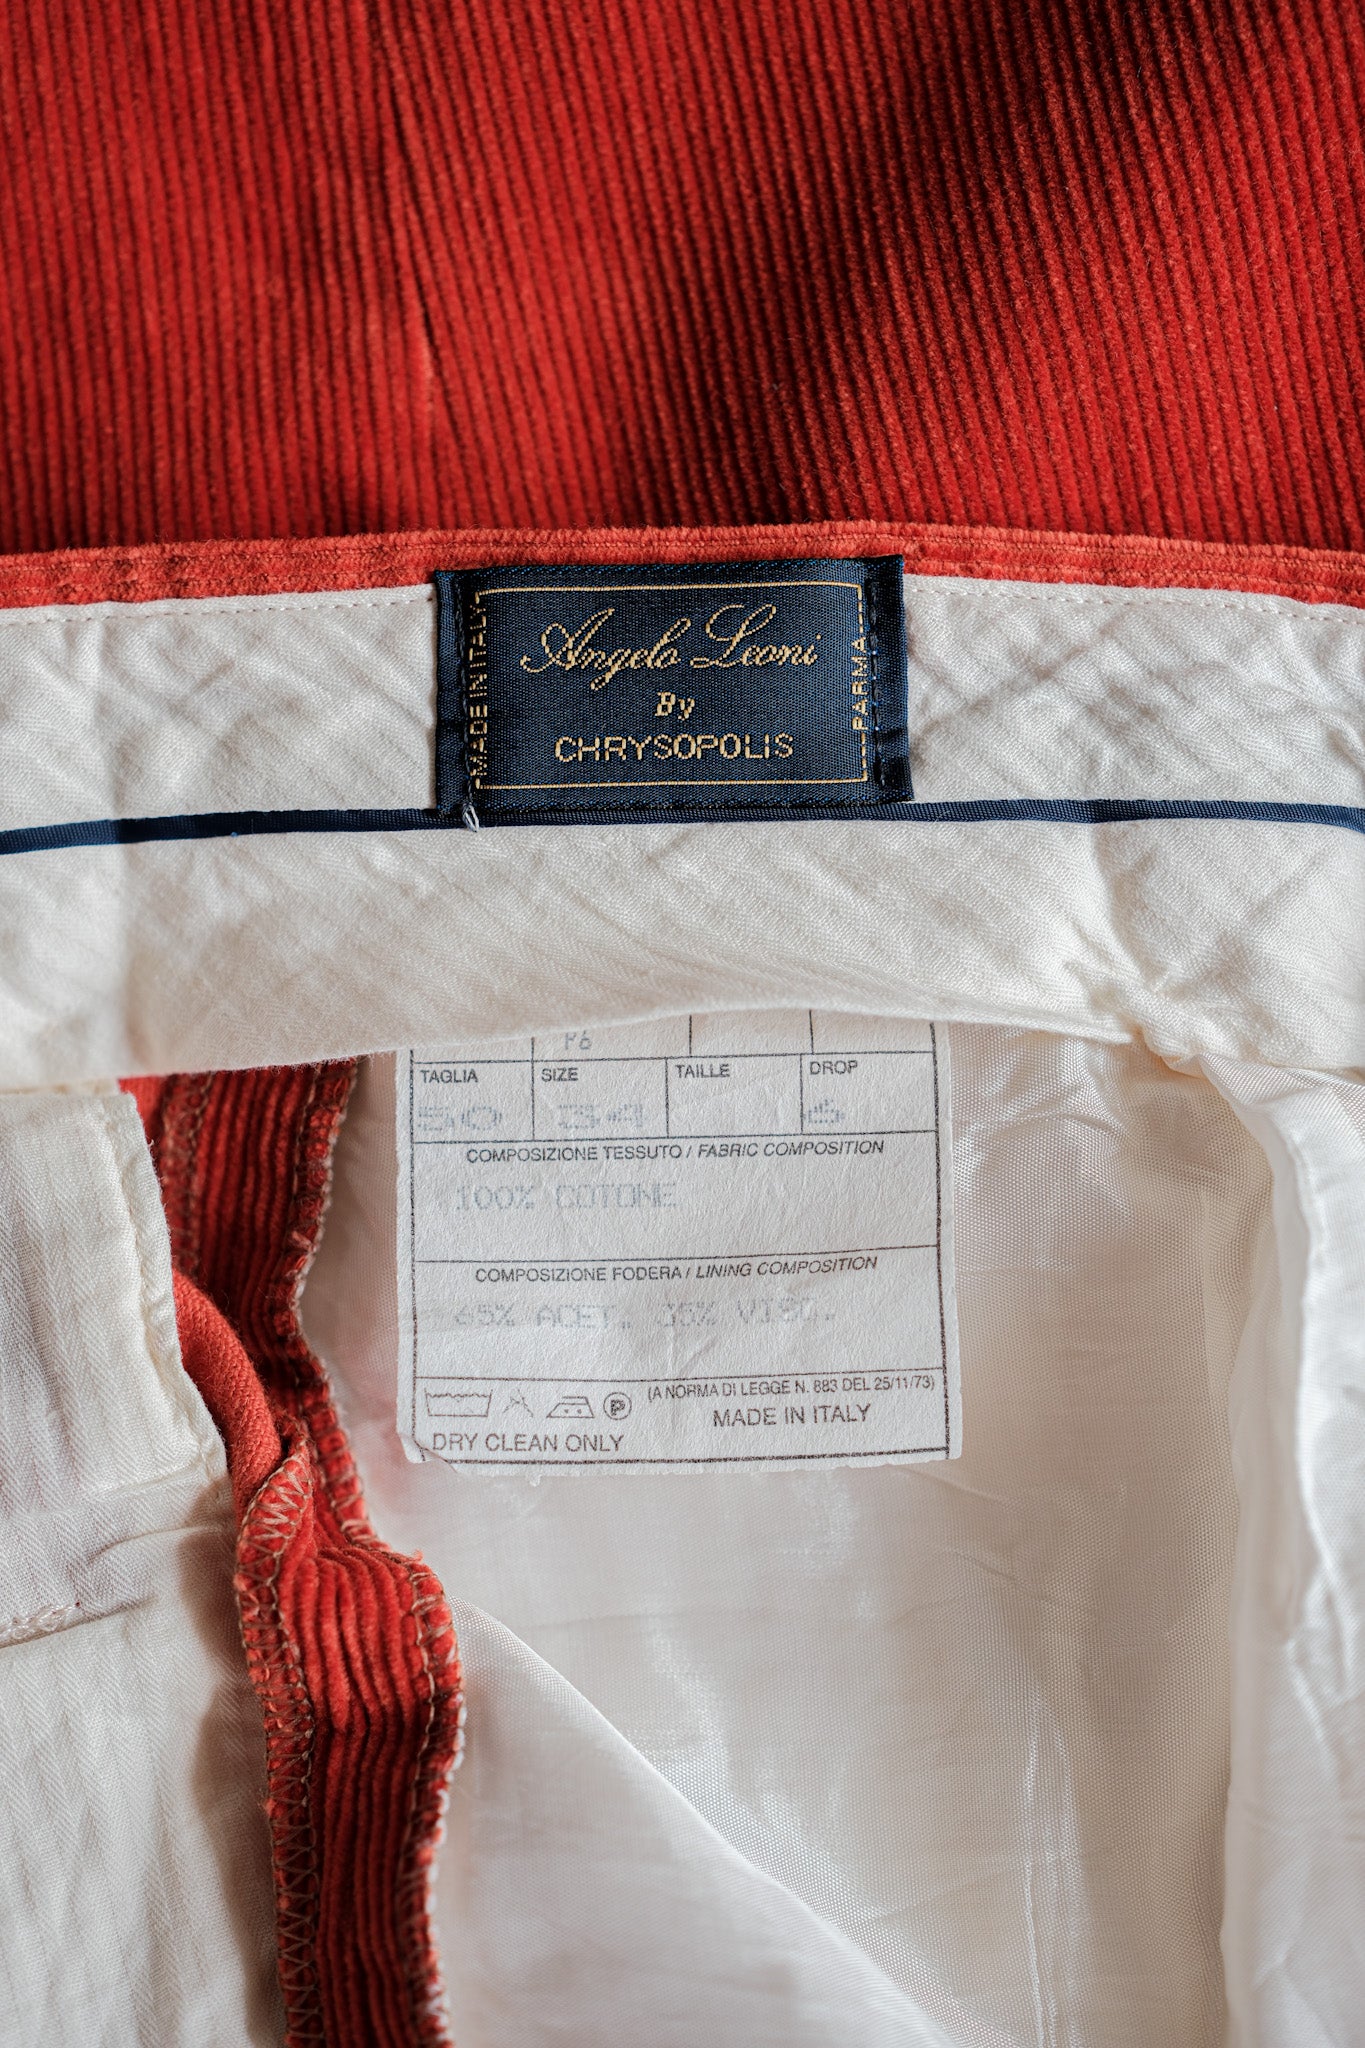 MADE IN ITALY
Angelo Leoni
By
CHRYSOPOLIS
PARMA
P6
TAGLIA SIZE TAILLE DROP
50 34 6
COMPOSIZIONE TESSUTO / FABRIC COMPOSITION
100% COTONE
COMPOSIZIONE FODERA / LINING COMPOSITION
65% ACET. 35% VISC.
P (A NORMA DI LEGGE N. 883 DEL 25/11/73)
MADE IN ITALY
DRY CLEAN ONLY